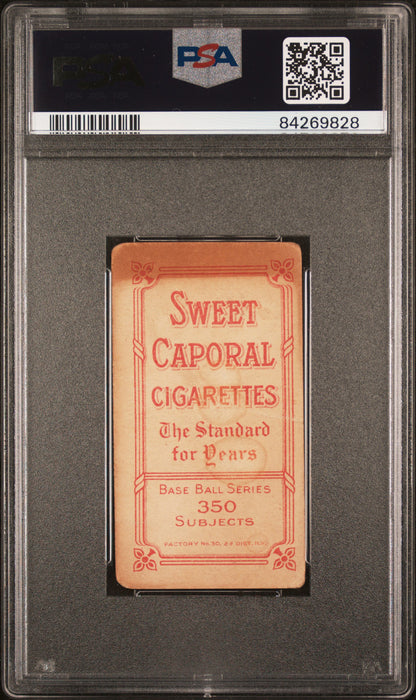 PSA
PSA
84269828
SWEET
CAPORAL
CIGARETTES
The Standard
for Years
BASE BALL SERIES
350
SUBJECTS
FACTORY No. 30, 2d DIST. N.Y.